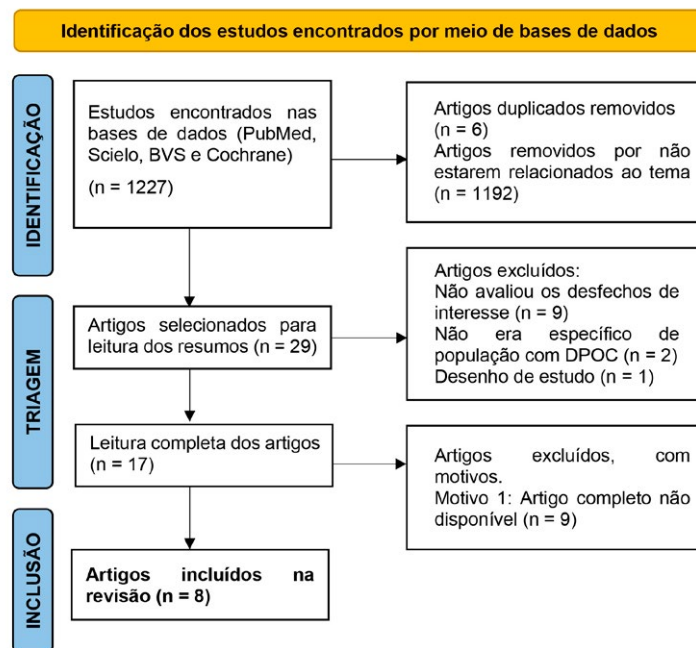 Identificação dos estudos encontrados por meio de bases de dados
IDENTIFICAÇÃO
Estudos encontrados nas
bases de dados (PubMed,
Scielo, BVS e Cochrane)
(n = 1227)
Artigos duplicados removidos
(n = 6)
Artigos removidos por não
estarem relacionados ao tema
(n = 1192)
TRIAGEM
Artigos selecionados para
leitura dos resumos (n = 29)
Artigos excluídos:
Não avaliou os desfechos de
interesse (n = 9)
Não era específico de
população com DPOC (n = 2)
Desenho de estudo (n = 1)
Leitura completa dos artigos
(n = 17)
Artigos excluídos, com
motivos.
Motivo 1: Artigo completo não
disponível (n = 9)
INCLUSÃO
Artigos incluídos na
revisão (n = 8)